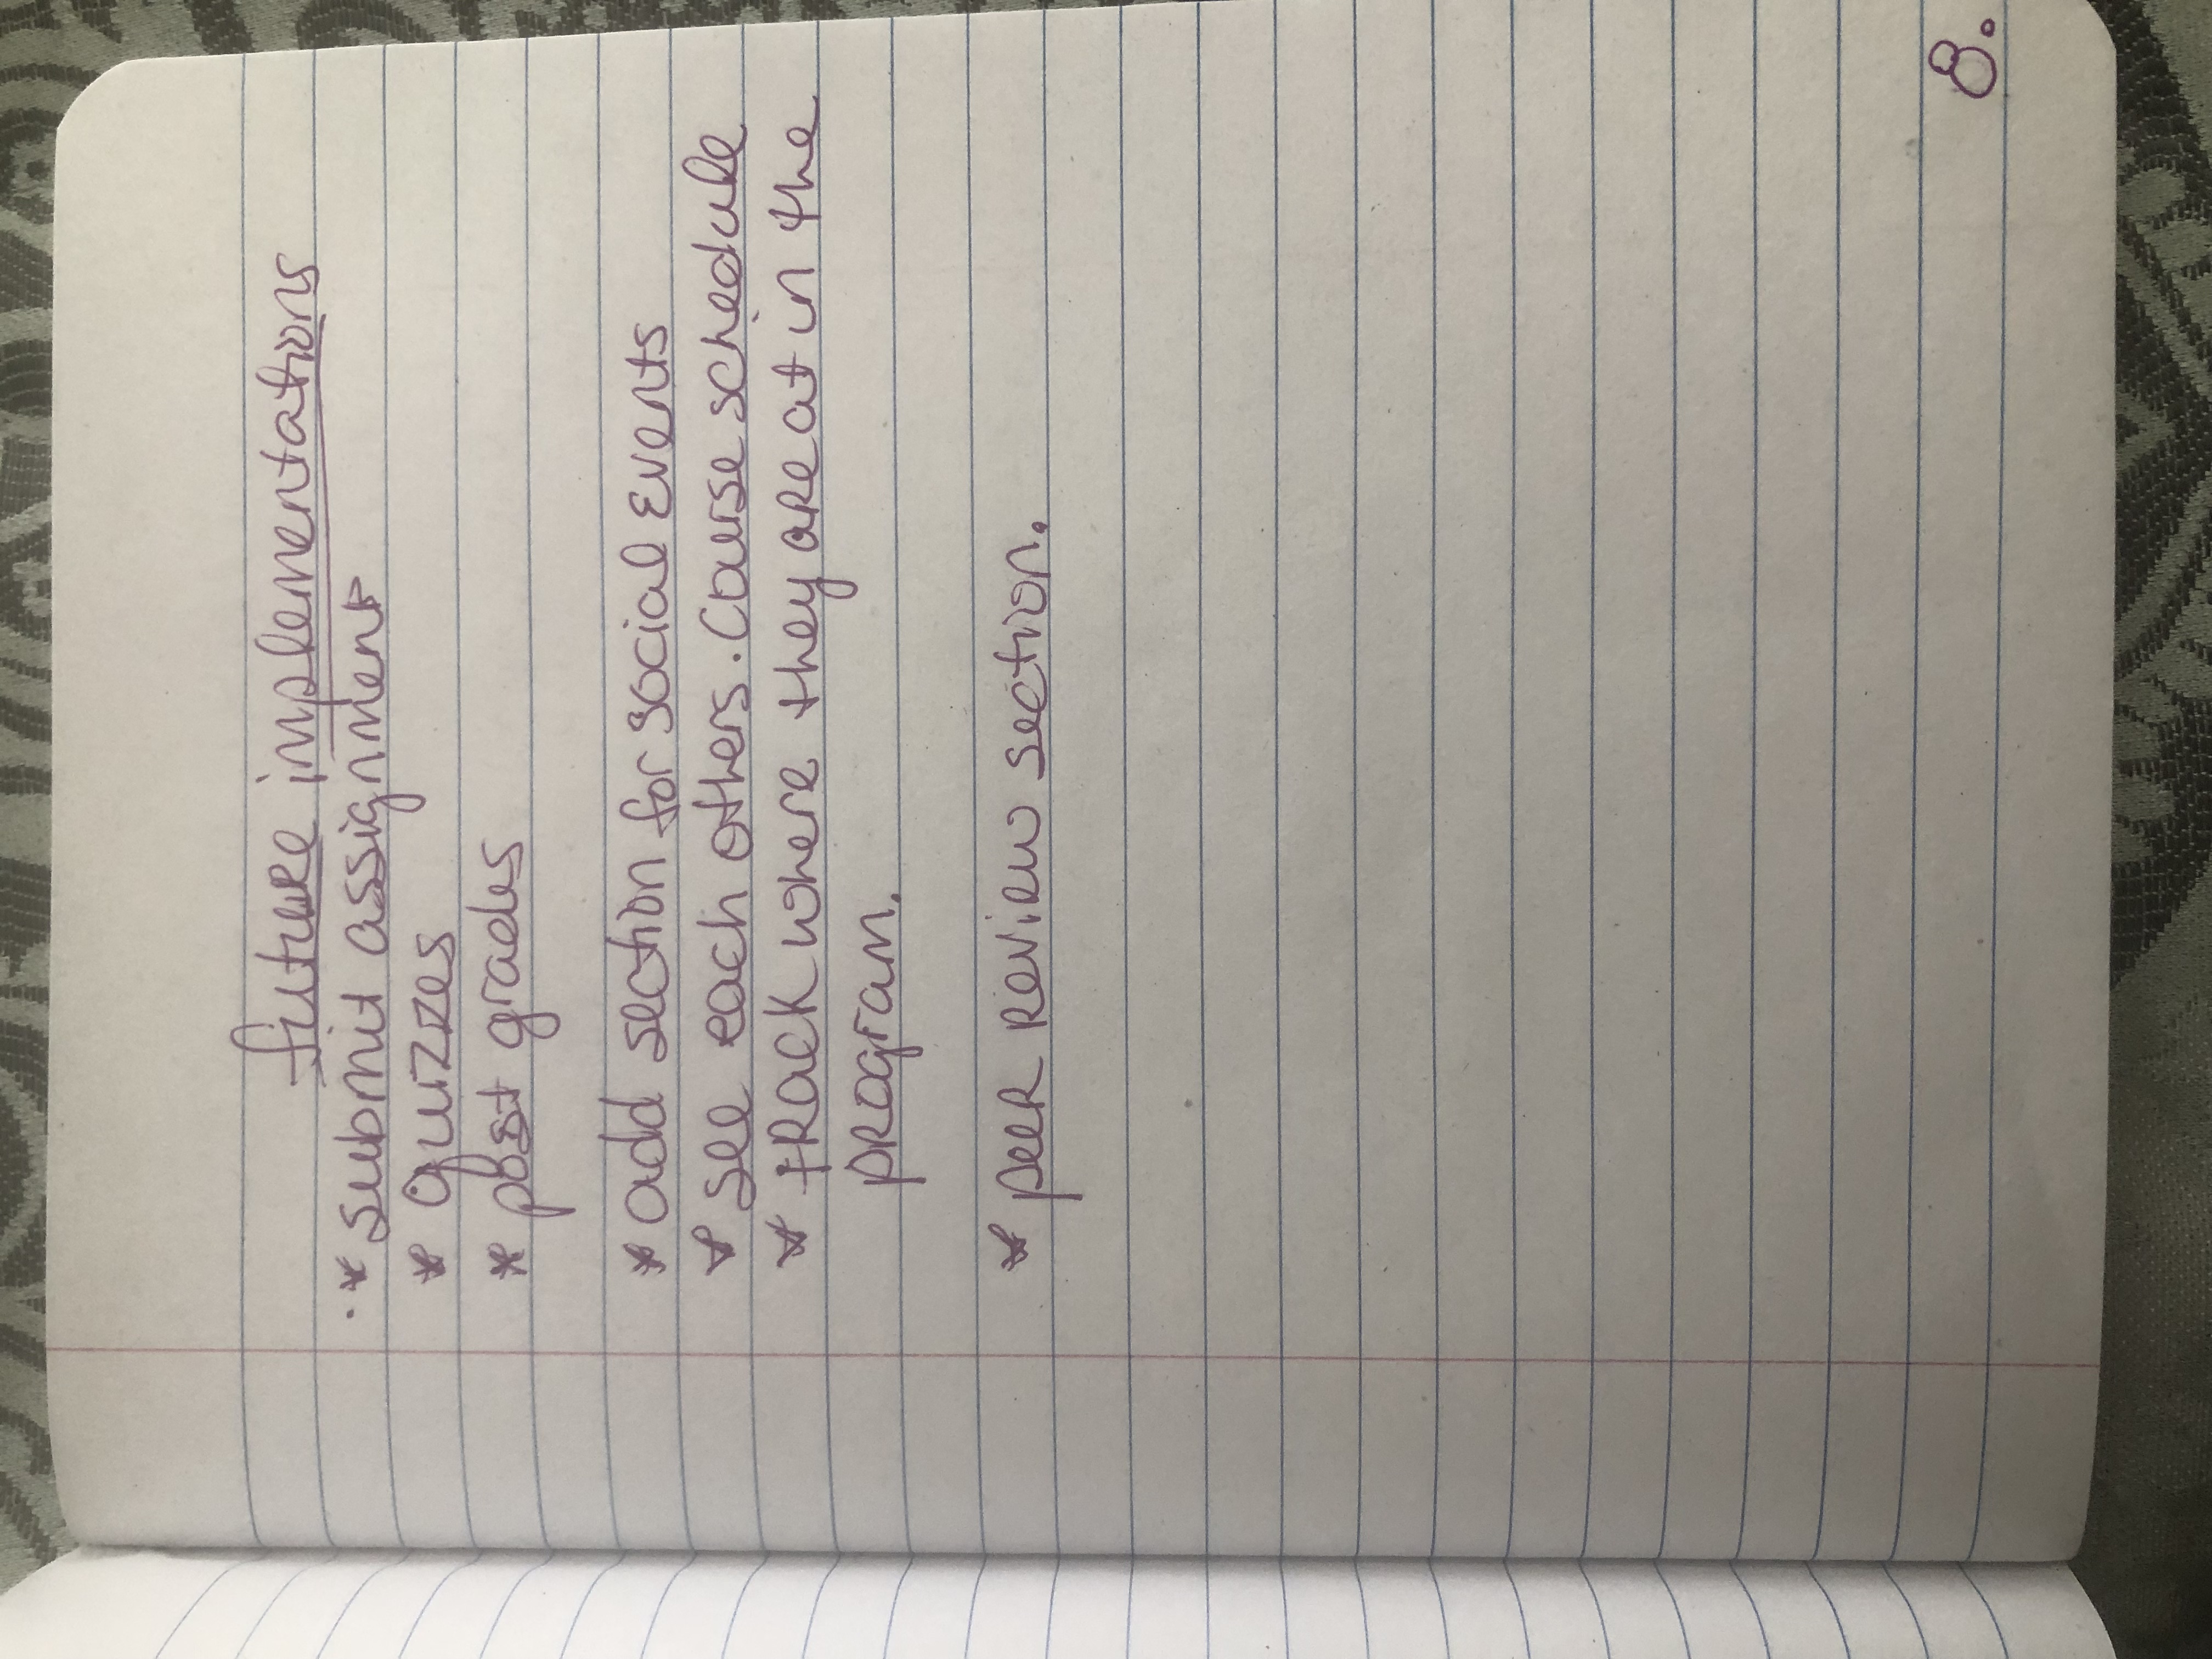 future implementations
* submit assignment
* quizzes
* post grades
* add section for social Events
* see each others. Course schedule
* tRack where they aRe at in the
pRogram.
* peeR Review section.
8.